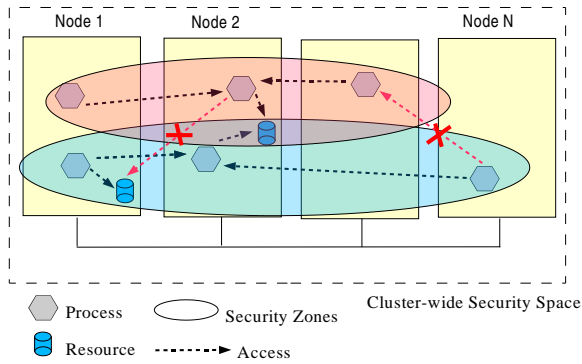 Node 1
Node 2
Node N
Process
Security Zones
Cluster-wide Security Space
Resource
Access